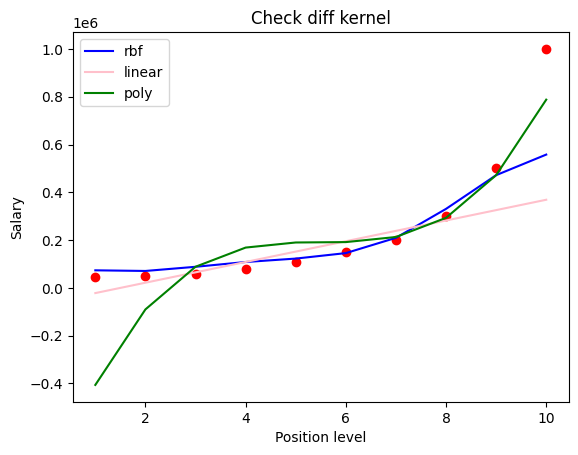 Check diff kernel
1e6
rbf
linear
poly
1.0
0.8
0.6
0.4
0.2
0.0
−0.2
−0.4
Salary
2 4 6 8 10
Position level